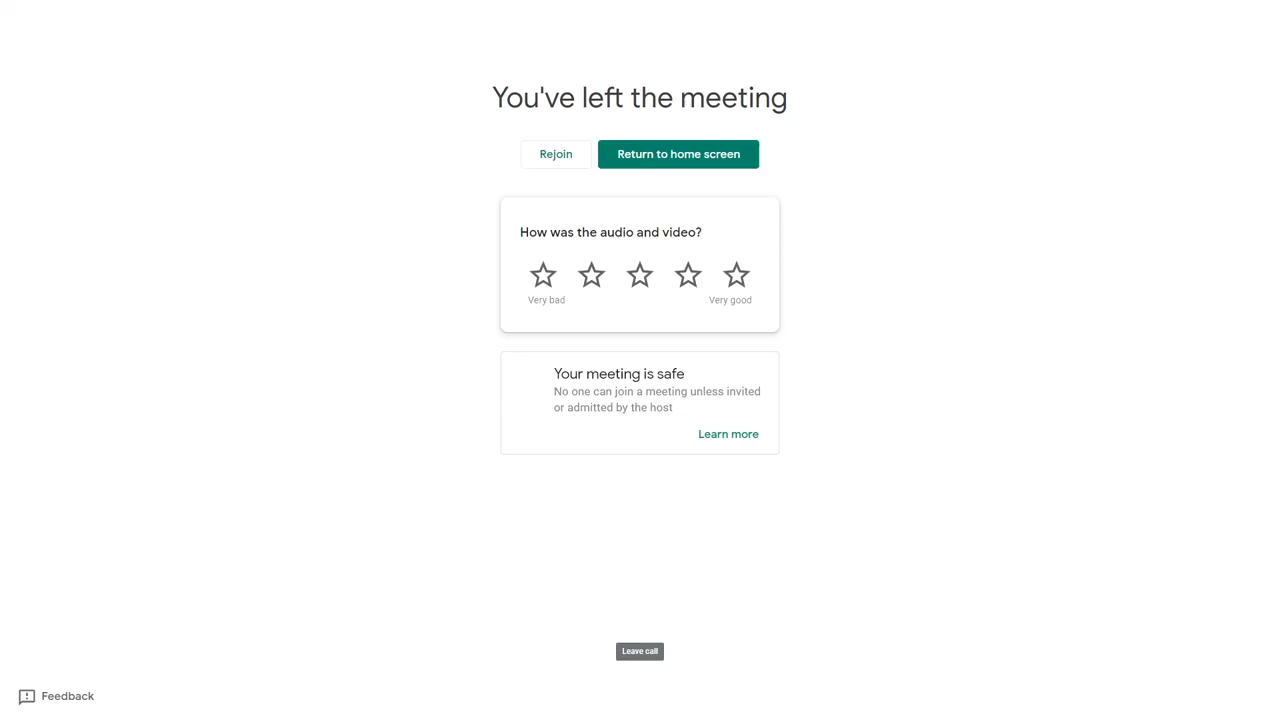 You've left the meeting
Rejoin
Return to home screen
How was the audio and video?
Very bad
Very good
Your meeting is safe
No one can join a meeting unless invited
or admitted by the host
Learn more
Leave call
Feedback